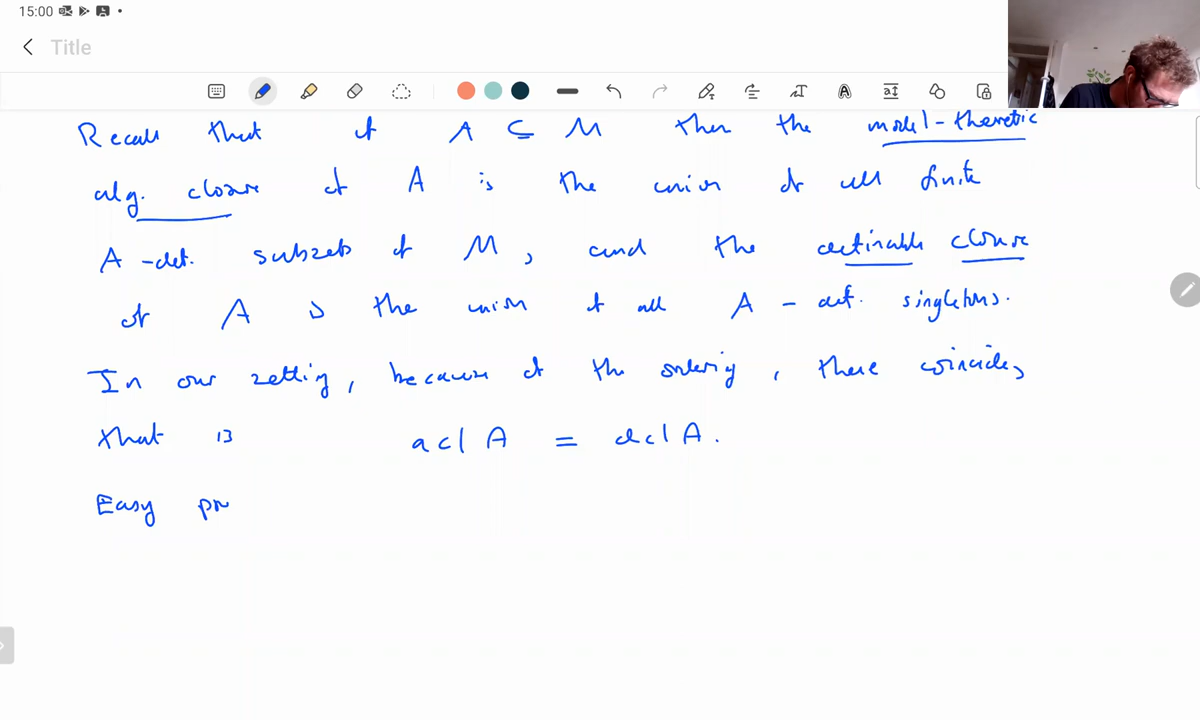 15:00
Title
Recall that if A ⊆ M then the model-theoretic
alg. closure of A is the union of all finite
A-def. subsets of M, and the definable closure
of A is the union of all A-def. singletons.
In our setting, because of the ordering, these coincide,
that is acl A = dcl A.
Easy pr